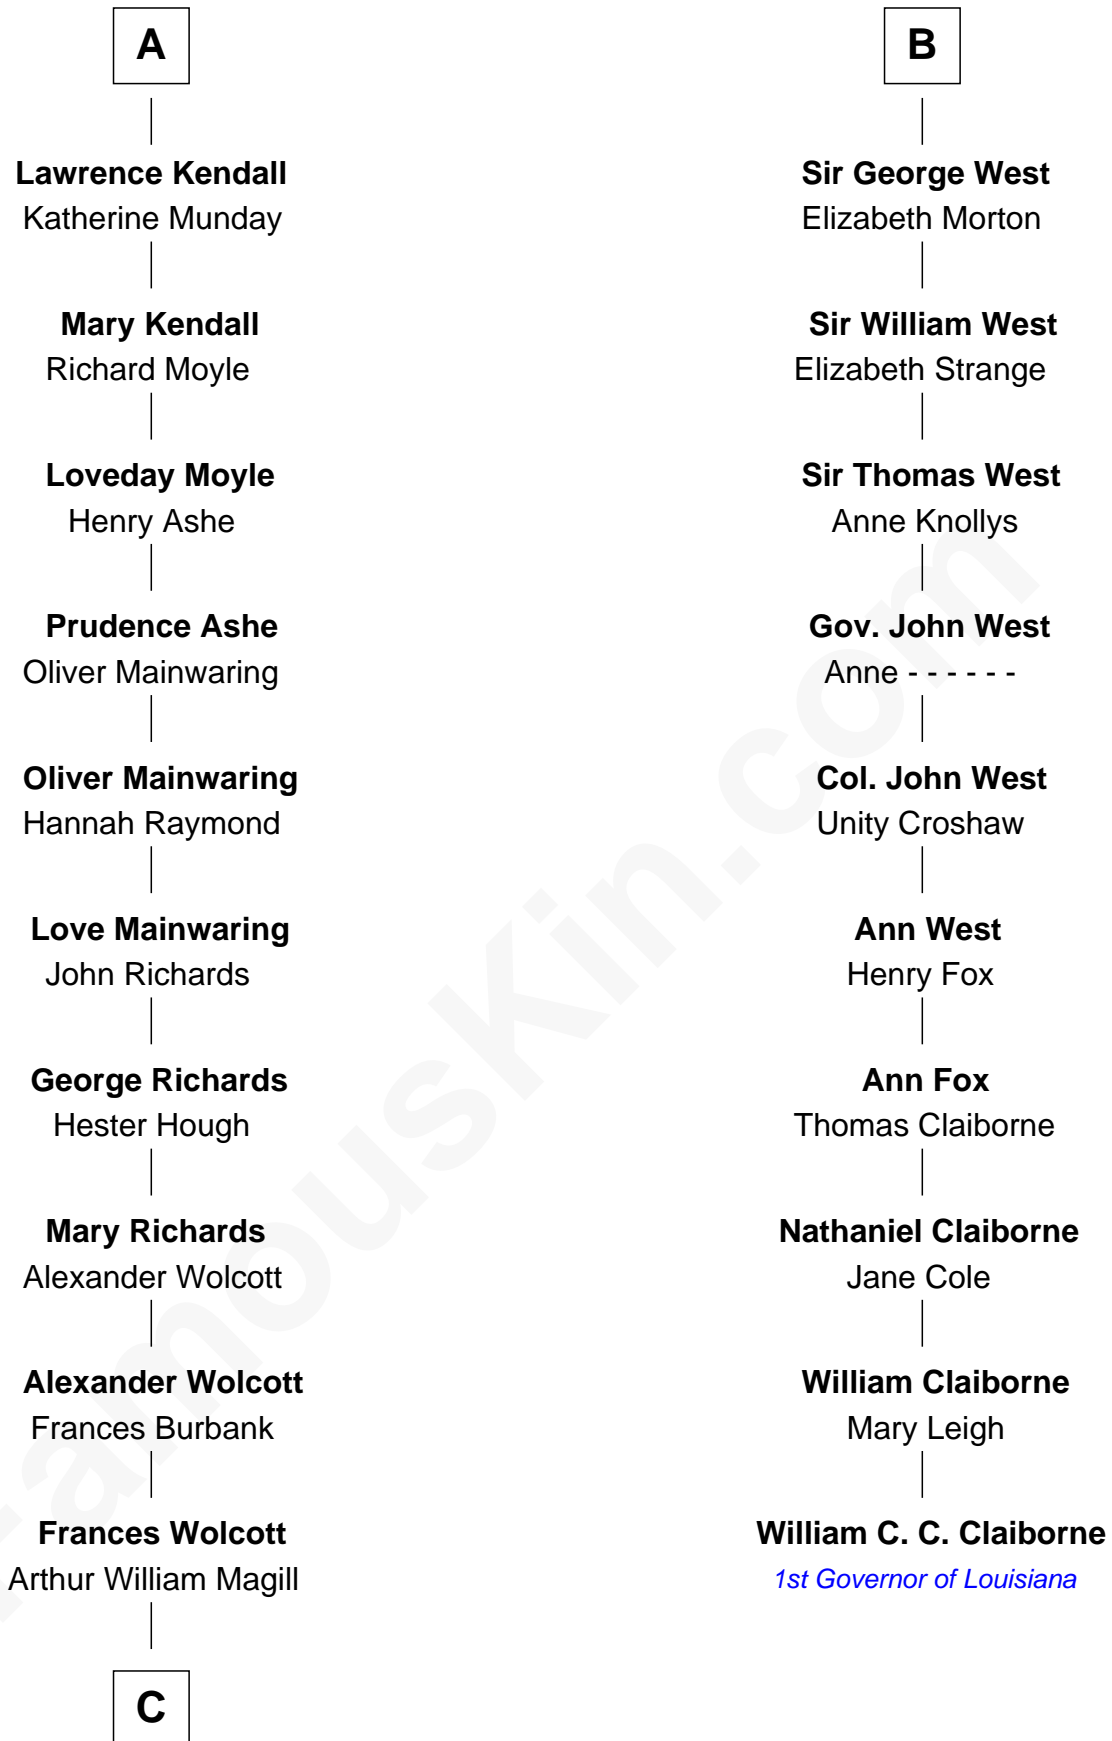 A
Lawrence Kendall
Katherine Munday
Mary Kendall
Richard Moyle
Loveday Moyle
Henry Ashe
Prudence Ashe
Oliver Mainwaring
Oliver Mainwaring
Hannah Raymond
Love Mainwaring
John Richards
George Richards
Hester Hough
Mary Richards
Alexander Wolcott
Alexander Wolcott
Frances Burbank
Frances Wolcott
Arthur William Magill
C
B
Sir George West
Elizabeth Morton
Sir William West
Elizabeth Strange
Sir Thomas West
Anne Knollys
Gov. John West
Anne - - - - - -
Col. John West
Unity Croshaw
Ann West
Henry Fox
Ann Fox
Thomas Claiborne
Nathaniel Claiborne
Jane Cole
William Claiborne
Mary Leigh
William C. C. Claiborne
1st Governor of Louisiana
FamousKin.com